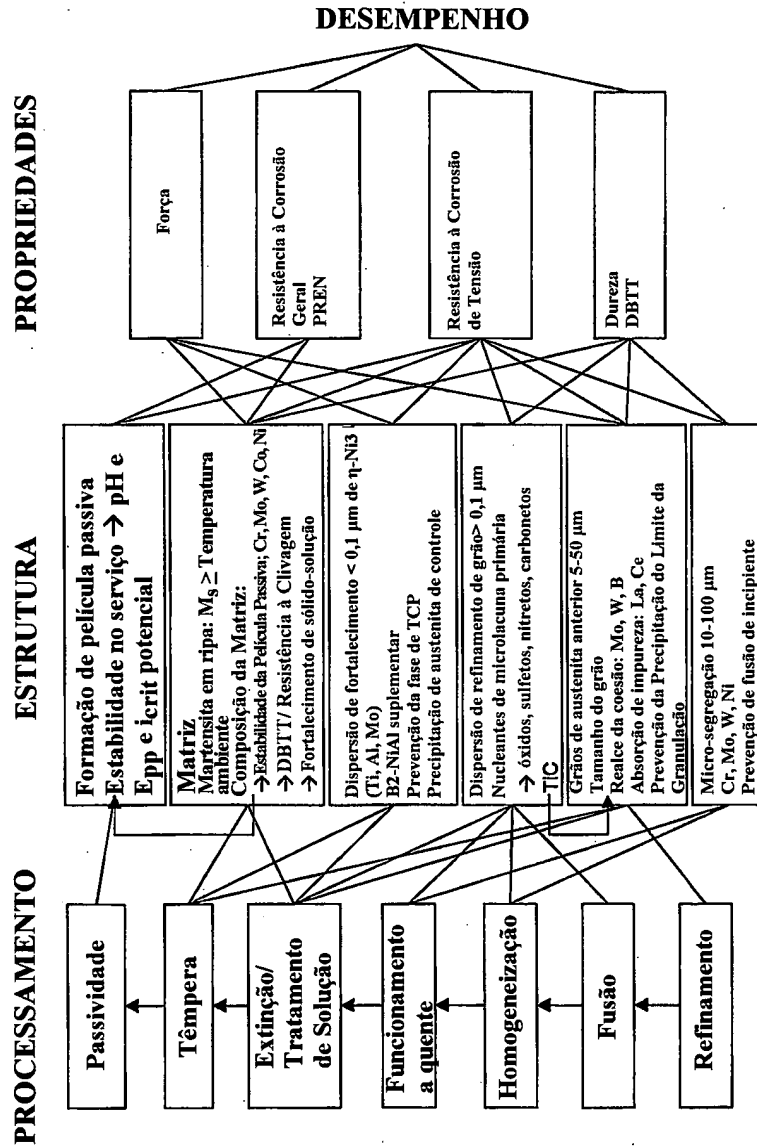 PROCESSAMENTO
ESTRUTURA
PROPRIEDADES
DESEMPENHO
Passividade
Têmpera
Extinção/
Tratamento
de Solução
Funcionamento
a quente
Homogeneização
Fusão
Refinamento
Formação de película passiva
Estabilidade no serviço → pH e
Epp e icrit potencial
Matriz
Martensita em ripa: Ms ≥ Temperatura
ambiente
Composição da Matriz:
→ Estabilidade da Película Passiva; Cr, Mo, W, Co, Ni
→ DBTT/ Resistência à Clivagem
→ Fortalecimento de sólido-solução
Dispersão de fortalecimento < 0,1 µm de η-Ni3
(Ti, Al, Mo)
B2-NiAl suplementar
Prevenção da fase de TCP
Precipitação de austenita de controle
Dispersão de refinamento de grão> 0,1 µm
Nucleantes de microlacuna primária
→ óxidos, sulfetos, nitretos, carbonetos
TIC
Grãos de austenita anterior 5-50 µm
Tamanho do grão
Realce da coesão: Mo, W, B
Absorção de impureza: La, Ce
Prevenção da Precipitação do Limite da
Granulação
Micro-segregação 10-100 µm
Cr, Mo, W, Ni
Prevenção de fusão de incipiente
Força
Resistência à Corrosão
Geral
PREN
Resistência à Corrosão
de Tensão
Dureza
DBTT